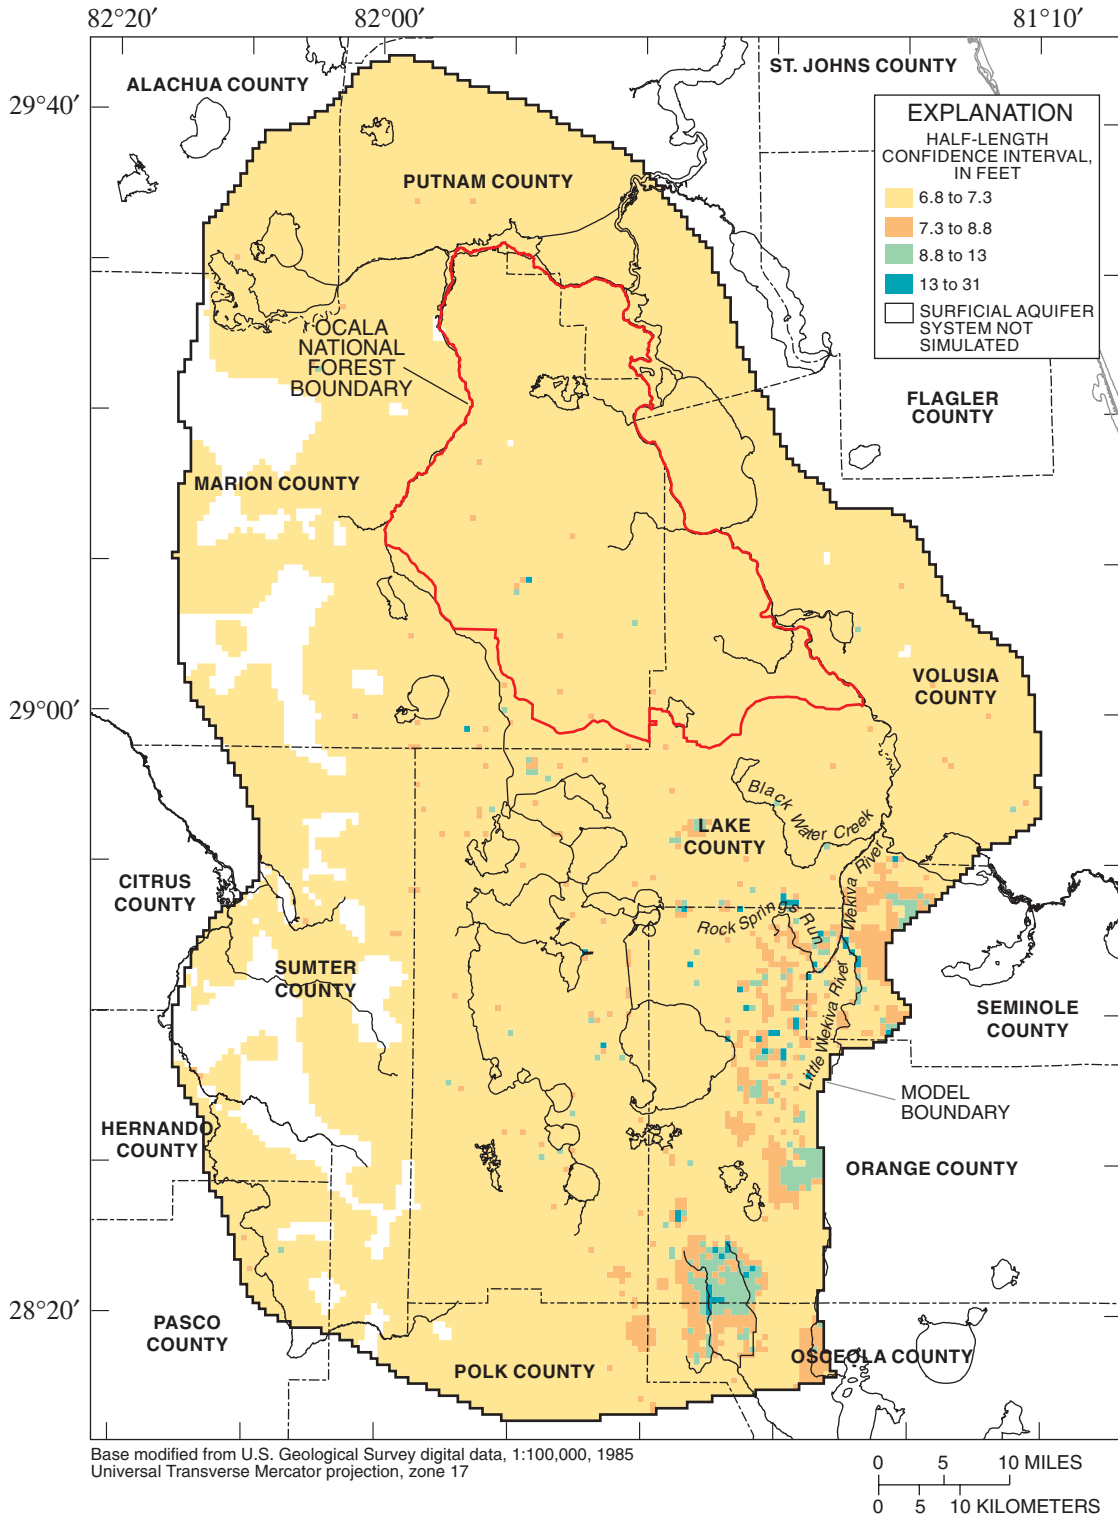 82°20′
82°00′
81°10′
29°40′
29°00′
28°20′
ALACHUA COUNTY
ST. JOHNS COUNTY
PUTNAM COUNTY
EXPLANATION
HALF-LENGTH
CONFIDENCE INTERVAL,
IN FEET
6.8 to 7.3
7.3 to 8.8
8.8 to 13
13 to 31
SURFICIAL AQUIFER
SYSTEM NOT
SIMULATED
OCALA
NATIONAL
FOREST
BOUNDARY
FLAGLER
COUNTY
MARION COUNTY
VOLUSIA
COUNTY
Black Water Creek
LAKE
COUNTY
Wekiva River
Rock Springs Run
CITRUS
COUNTY
SUMTER
COUNTY
Little Wekiva River
SEMINOLE
COUNTY
MODEL
BOUNDARY
HERNANDO
COUNTY
ORANGE COUNTY
PASCO
COUNTY
POLK COUNTY
OSCEOLA COUNTY
Base modified from U.S. Geological Survey digital data, 1:100,000, 1985
Universal Transverse Mercator projection, zone 17
0 5 10 MILES
0 5 10 KILOMETERS